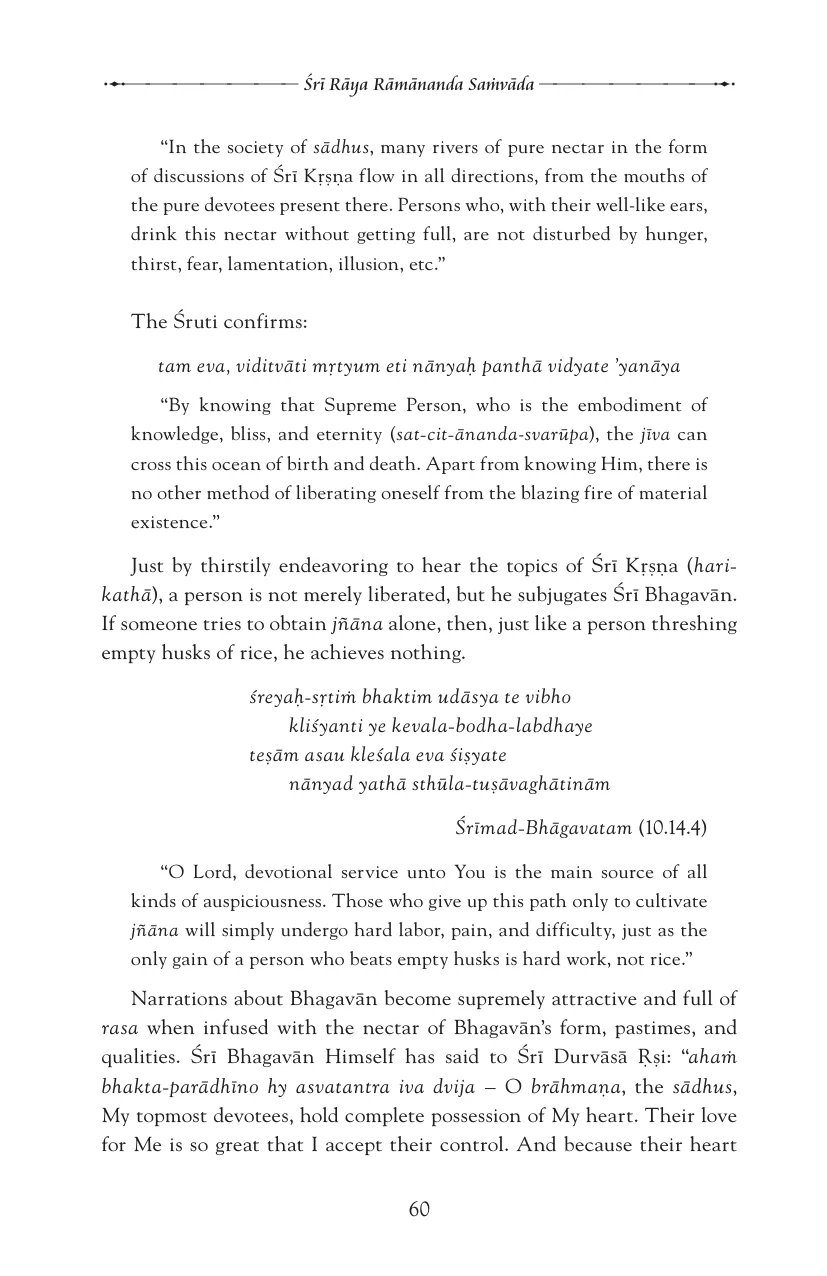 Śrī Rāya Rāmānanda Saṁvāda
“In the society of sādhus, many rivers of pure nectar in the form
of discussions of Śrī Kṛṣṇa flow in all directions, from the mouths of
the pure devotees present there. Persons who, with their well-like ears,
drink this nectar without getting full, are not disturbed by hunger,
thirst, fear, lamentation, illusion, etc.”
The Śruti confirms:
tam eva, viditvāti mṛtyum eti nānyaḥ panthā vidyate ’yanāya
“By knowing that Supreme Person, who is the embodiment of
knowledge, bliss, and eternity (sat-cit-ānanda-svarūpa), the jīva can
cross this ocean of birth and death. Apart from knowing Him, there is
no other method of liberating oneself from the blazing fire of material
existence.”
Just by thirstily endeavoring to hear the topics of Śrī Kṛṣṇa (hari-
kathā), a person is not merely liberated, but he subjugates Śrī Bhagavān.
If someone tries to obtain jñāna alone, then, just like a person threshing
empty husks of rice, he achieves nothing.
śreyaḥ-sṛtiṁ bhaktim udāsya te vibho
kliśyanti ye kevala-bodha-labdhaye
teṣām asau kleśala eva śiṣyate
nānyad yathā sthūla-tuṣāvaghātinām
Śrīmad-Bhāgavatam (10.14.4)
“O Lord, devotional service unto You is the main source of all
kinds of auspiciousness. Those who give up this path only to cultivate
jñāna will simply undergo hard labor, pain, and difficulty, just as the
only gain of a person who beats empty husks is hard work, not rice.”
Narrations about Bhagavān become supremely attractive and full of
rasa when infused with the nectar of Bhagavān’s form, pastimes, and
qualities. Śrī Bhagavān Himself has said to Śrī Durvāsā Ṛṣi: “ahaṁ
bhakta-parādhīno hy asvatantra iva dvija – O brāhmaṇa, the sādhus,
My topmost devotees, hold complete possession of My heart. Their love
for Me is so great that I accept their control. And because their heart
60